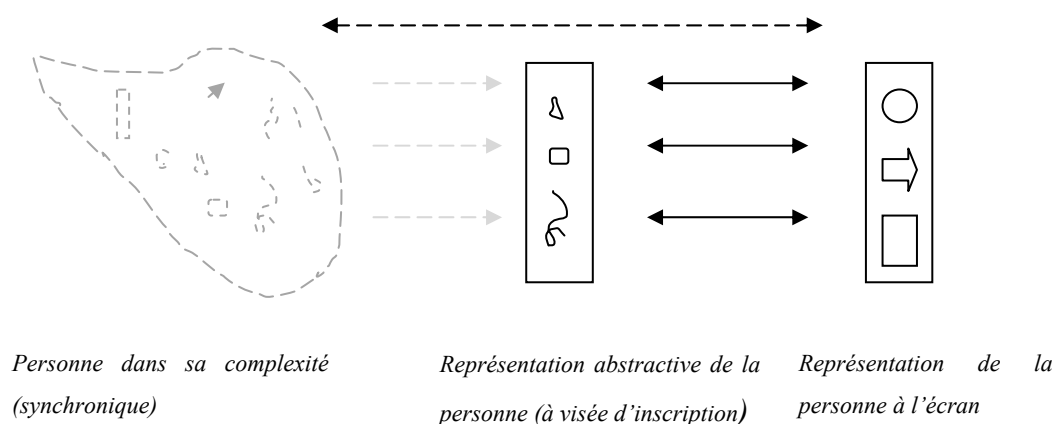 Personne dans sa complexité
(synchronique)
Représentation abstractive de la
personne (à visée d’inscription)
Représentation de la
personne à l’écran